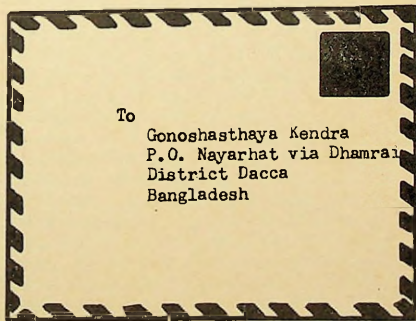 To
Gonoshasthaya Kendra
P.O. Nayarhat via Dhamrai
District Dacca
Bangladesh